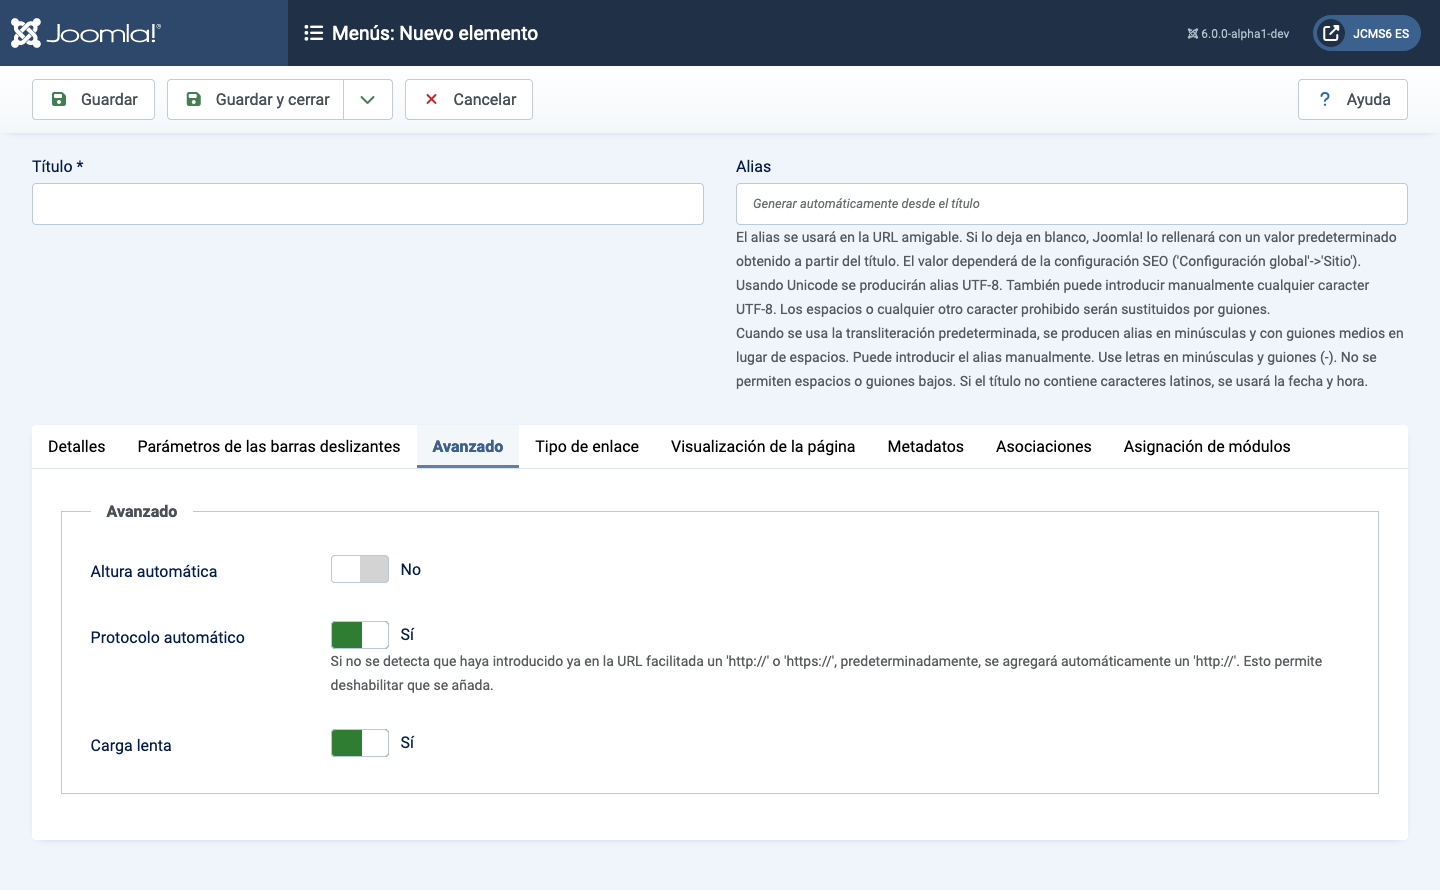 Joomla!®
Menús: Nuevo elemento
6.0.0-alpha1-dev
JCMS6 ES
Guardar
Guardar y cerrar
Cancelar
? Ayuda
Título *
Alias
Generar automáticamente desde el título
El alias se usará en la URL amigable. Si lo deja en blanco, Joomla! lo rellenará con un valor predeterminado
obtenido a partir del título. El valor dependerá de la configuración SEO ('Configuración global'->'Sitio').
Usando Unicode se producirán alias UTF-8. También puede introducir manualmente cualquier caracter
UTF-8. Los espacios o cualquier otro caracter prohibido serán sustituidos por guiones.
Cuando se usa la transliteración predeterminada, se producen alias en minúsculas y con guiones medios en
lugar de espacios. Puede introducir el alias manualmente. Use letras en minúsculas y guiones (-). No se
permiten espacios o guiones bajos. Si el título no contiene caracteres latinos, se usará la fecha y hora.
Detalles
Parámetros de las barras deslizantes
Avanzado
Tipo de enlace
Visualización de la página
Metadatos
Asociaciones
Asignación de módulos
Avanzado
Altura automática
No
Protocolo automático
Sí
Si no se detecta que haya introducido ya en la URL facilitada un 'http://' o 'https://', predeterminadamente, se agregará automáticamente un 'http://'. Esto permite
deshabilitar que se añada.
Carga lenta
Sí